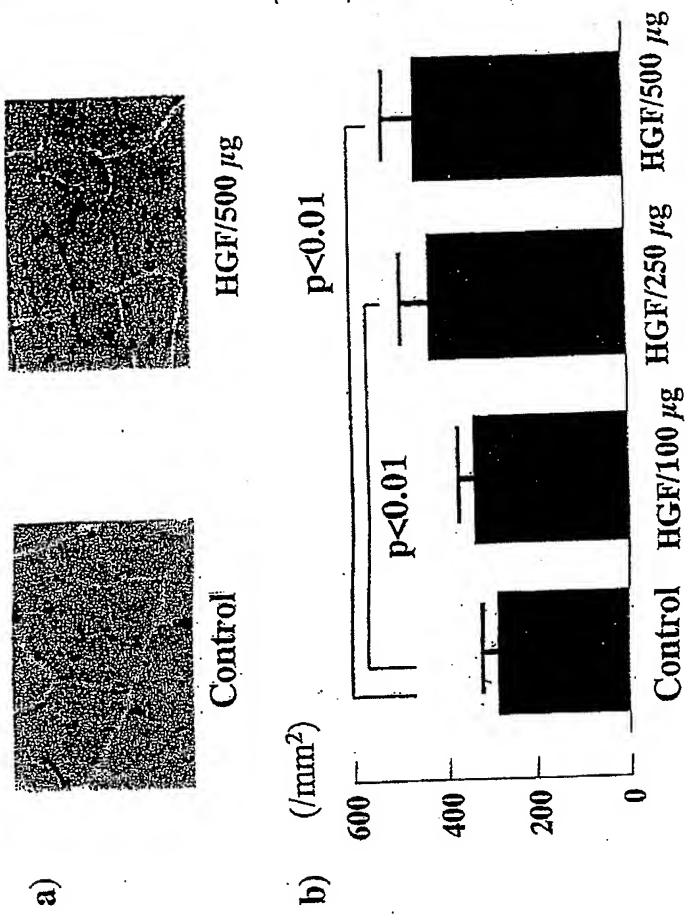 a)
Control
HGF/500 µg
b)
(/mm²)
600
400
200
0
p<0.01
p<0.01
Control
HGF/100 µg
HGF/250 µg
HGF/500 µg